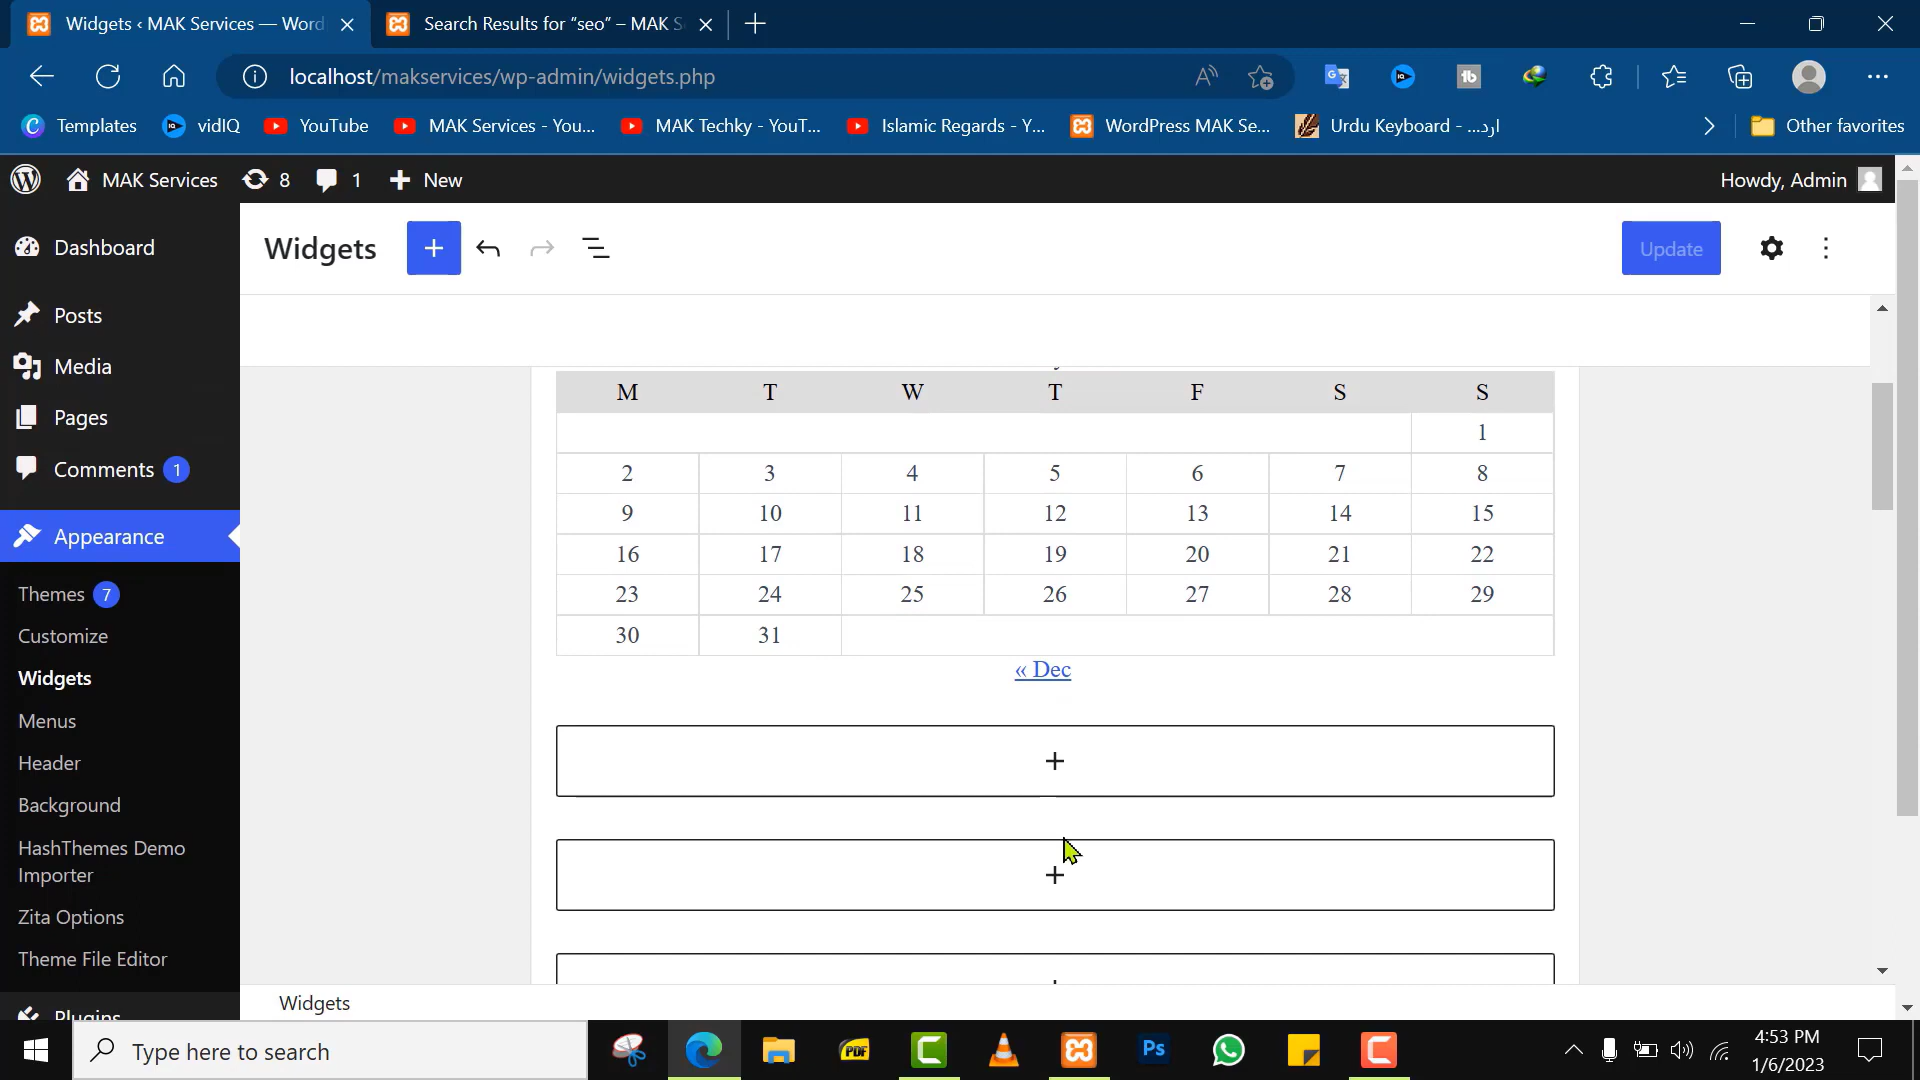 Widgets ‹ MAK Services — Word
Search Results for “seo” – MAK S
localhost/makservices/wp-admin/widgets.php
Templates
vidIQ
YouTube
MAK Services - You...
MAK Techky - YouT...
Islamic Regards - Y...
WordPress MAK Se...
Urdu Keyboard - ...اردو
Other favorites
MAK Services
8
1
New
Howdy, Admin
Dashboard
Posts
Media
Pages
Comments 1
Appearance
Themes 7
Customize
Widgets
Menus
Header
Background
HashThemes Demo
Importer
Zita Options
Theme File Editor
Plugins
Widgets
Update
M T W T F S S
1
2 3 4 5 6 7 8
9 10 11 12 13 14 15
16 17 18 19 20 21 22
23 24 25 26 27 28 29
30 31
« Dec
Widgets
Type here to search
PDF
Ps
4:53 PM
1/6/2023